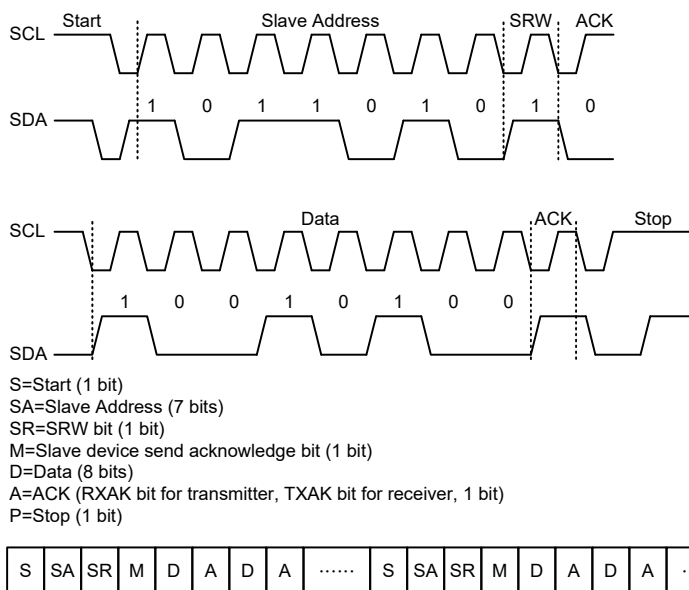 Start Slave Address SRW ACK
SCL
1 0 1 1 0 1 0 1 0
SDA
Data ACK Stop
SCL
1 0 0 1 0 1 0 0
SDA
S=Start (1 bit)
SA=Slave Address (7 bits)
SR=SRW bit (1 bit)
M=Slave device send acknowledge bit (1 bit)
D=Data (8 bits)
A=ACK (RXAK bit for transmitter, TXAK bit for receiver, 1 bit)
P=Stop (1 bit)
S SA SR M D A D A ...... S SA SR M D A D A ..